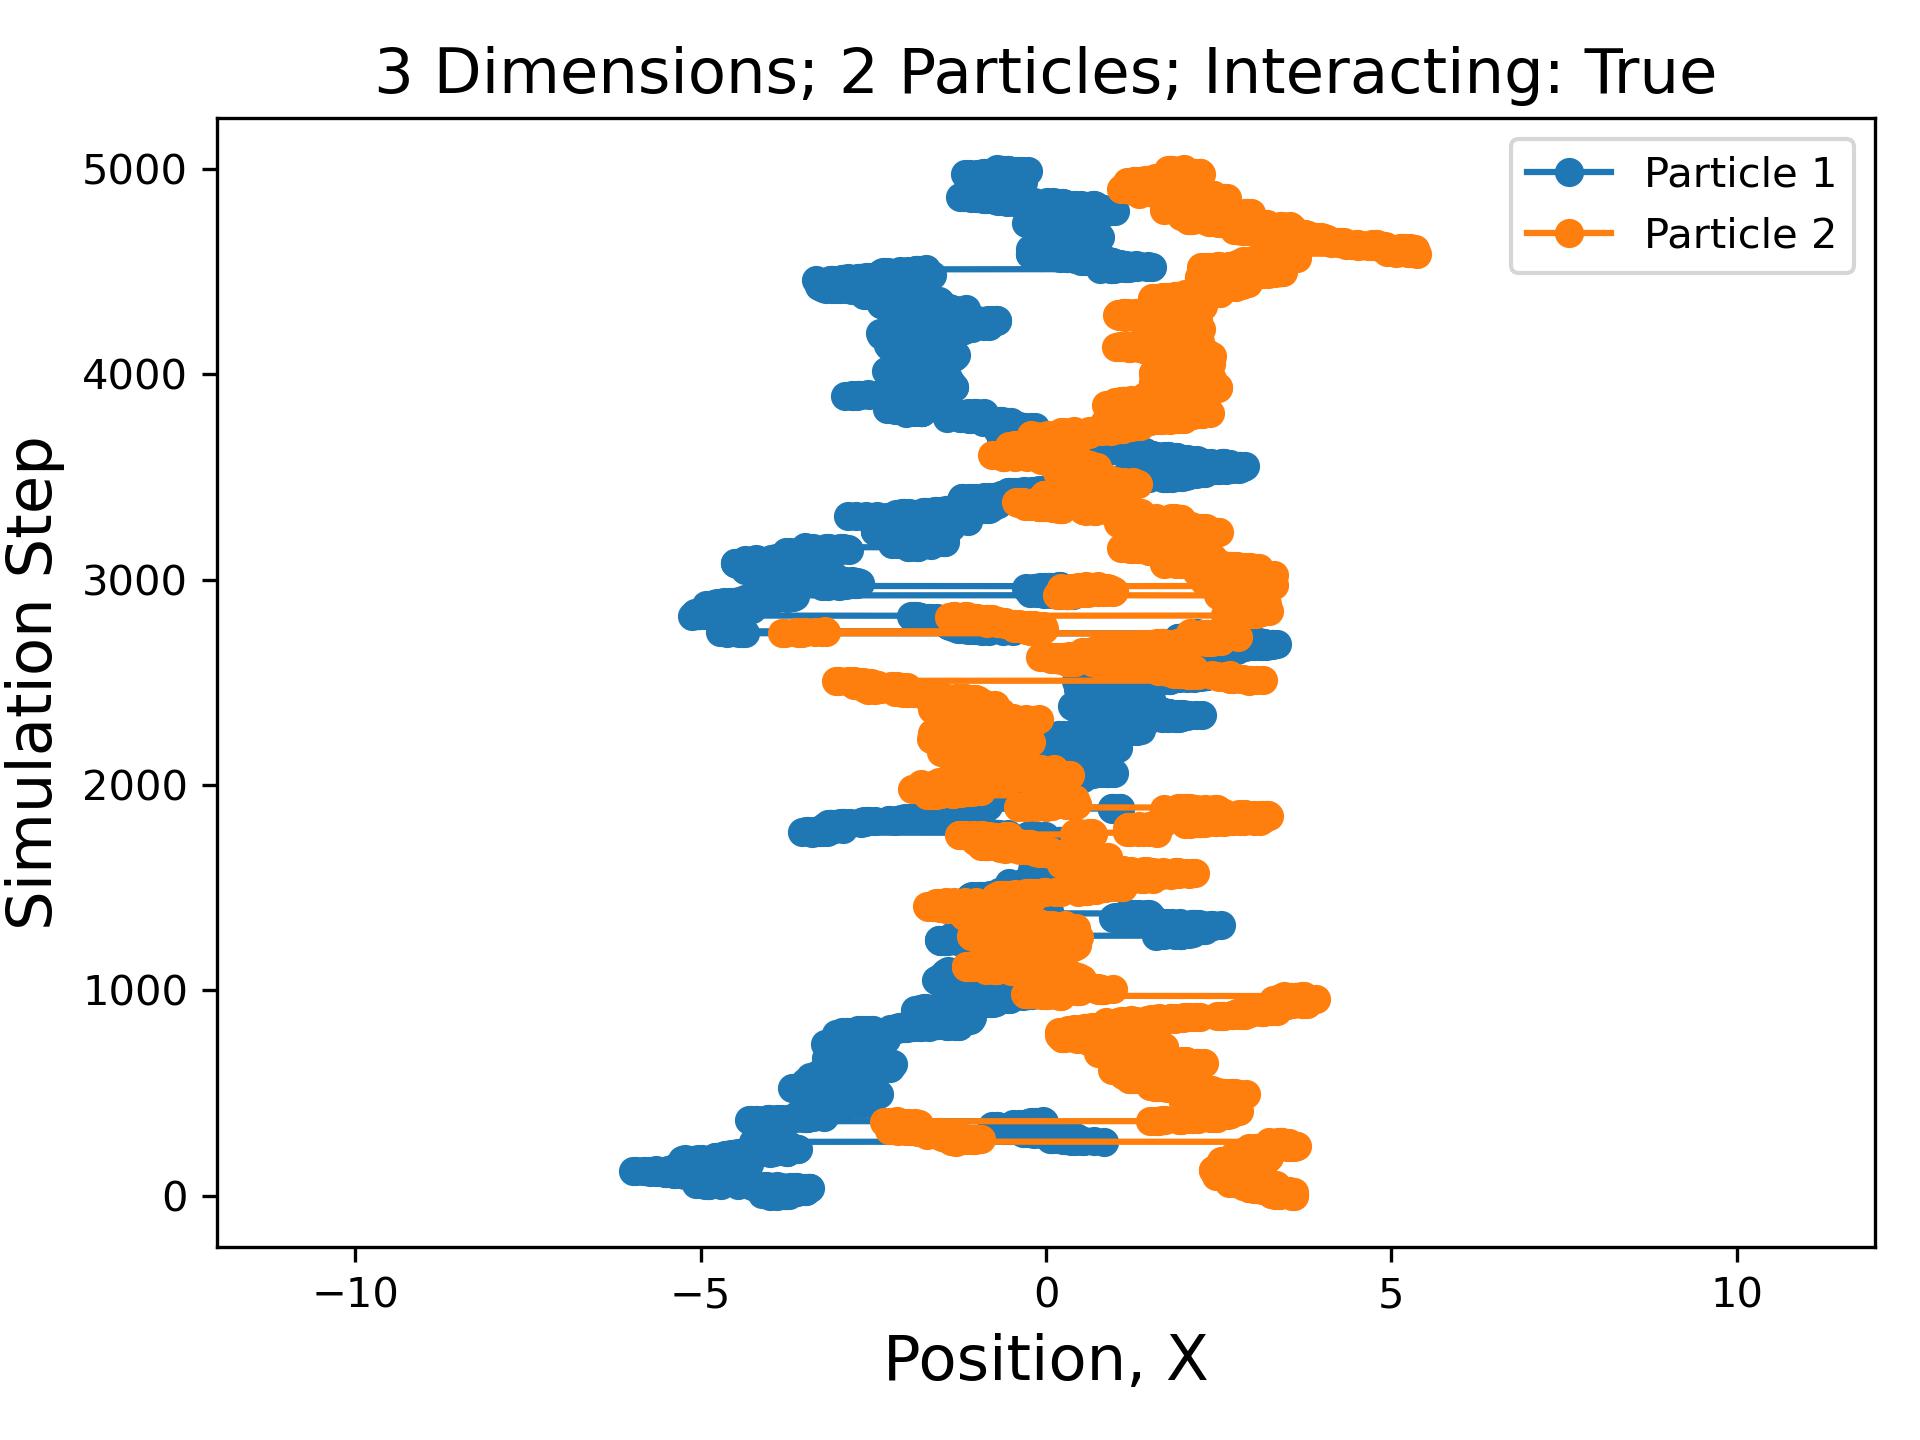 3 Dimensions; 2 Particles; Interacting: True
Particle 1
Particle 2
Simulation Step
5000
4000
3000
2000
1000
0
−10
−5
0
5
10
Position, X